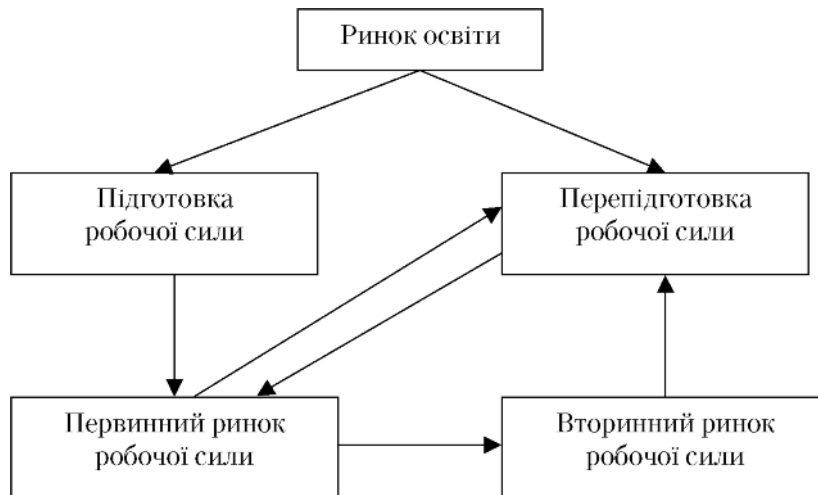 Ринок освіти
Підготовка
робочої сили
Перепідготовка
робочої сили
Первинний ринок
робочої сили
Вторинний ринок
робочої сили